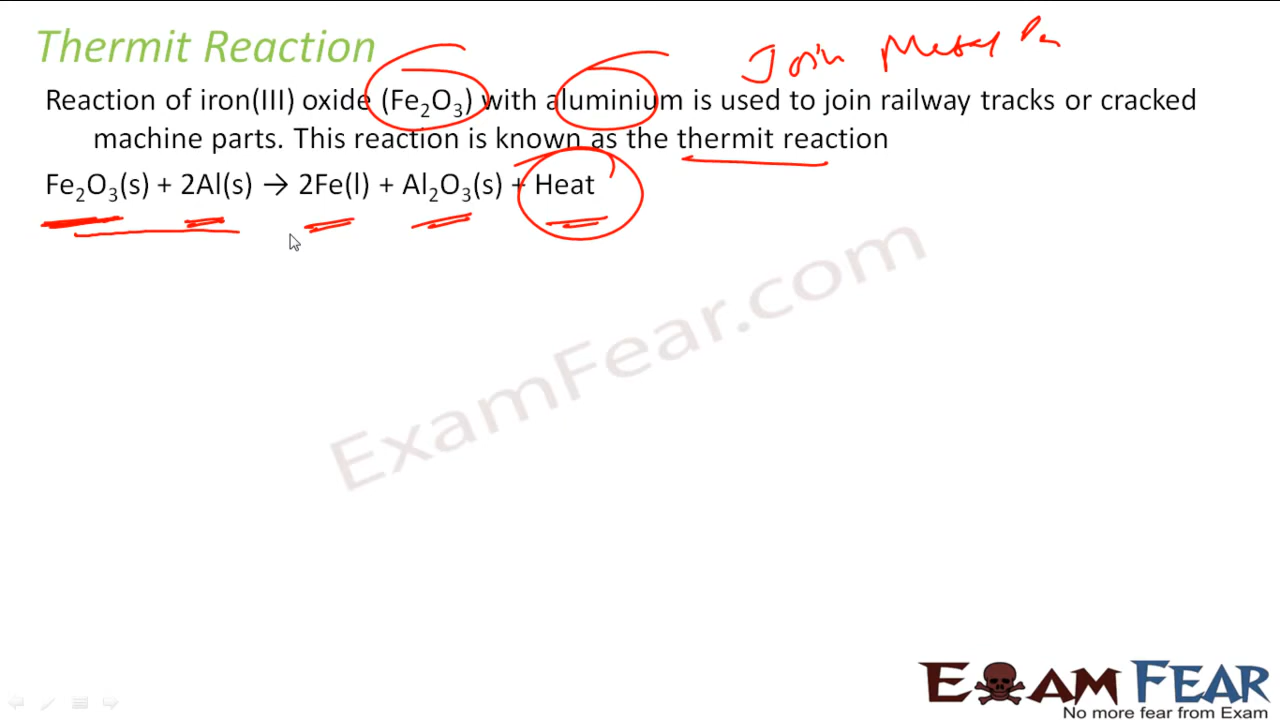 Thermit Reaction
Join Metal
Reaction of iron(III) oxide (Fe₂O₃) with aluminium is used to join railway tracks or cracked
machine parts. This reaction is known as the thermit reaction
Fe₂O₃(s) + 2Al(s) → 2Fe(l) + Al₂O₃(s) + Heat
ExamFear.com
EXAM FEAR
No more fear from Exam